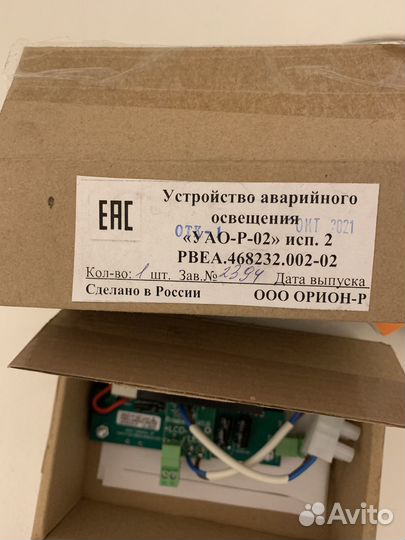 EAC
Устройство аварийного
освещения
ОТК-1
ОКТ 2021
«УАО-Р-02» исп. 2
РВЕА.468232.002-02
Кол-во: 1 шт. Зав.№ 2394 Дата выпуска
Сделано в России ООО ОРИОН-Р
Avito